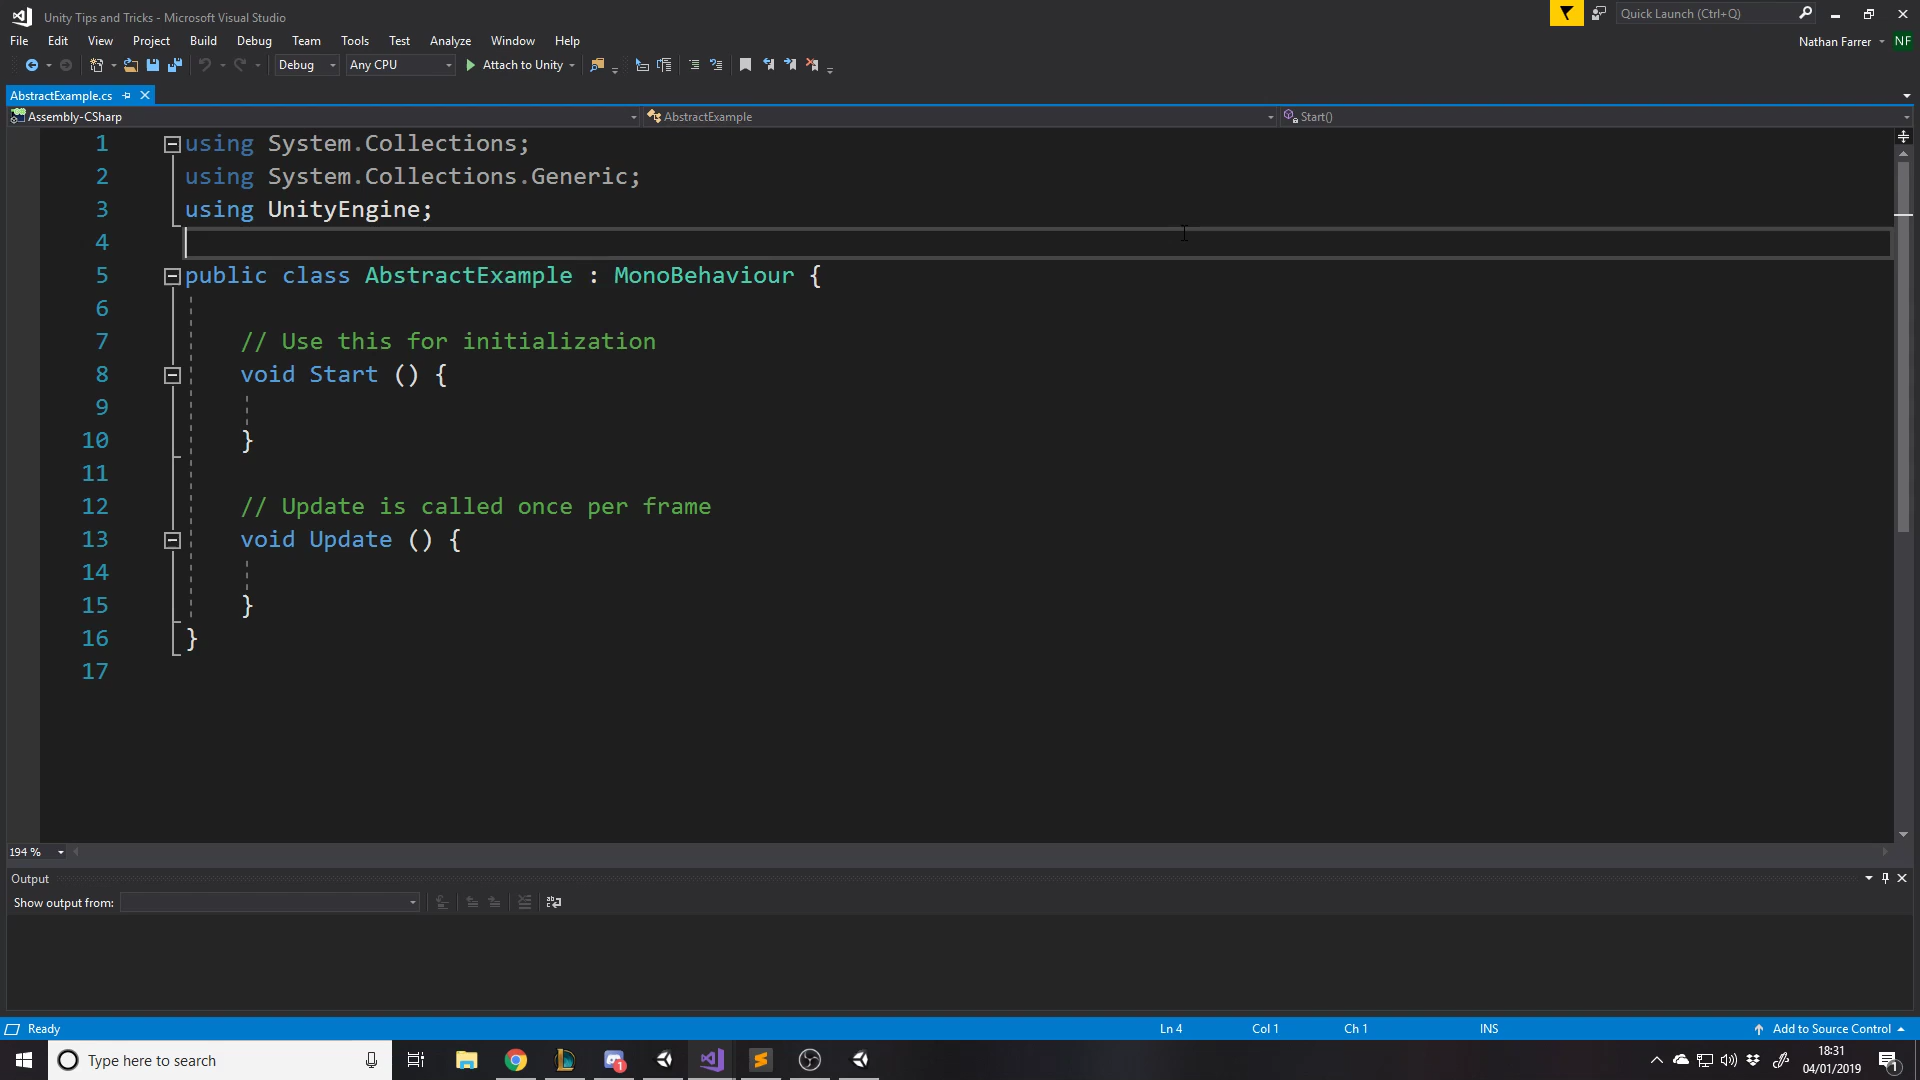 Unity Tips and Tricks - Microsoft Visual Studio
Quick Launch (Ctrl+Q)
File Edit View Project Build Debug Team Tools Test Analyze Window Help
Nathan Farrer NF
Debug Any CPU Attach to Unity
AbstractExample.cs
Assembly-CSharp AbstractExample Start()
1 using System.Collections;
2 using System.Collections.Generic;
3 using UnityEngine;
4
5 public class AbstractExample : MonoBehaviour {
6
7 // Use this for initialization
8 void Start () {
9
10 }
11
12 // Update is called once per frame
13 void Update () {
14
15 }
16 }
17
194 %
Output
Show output from:
Ready Ln 4 Col 1 Ch 1 INS Add to Source Control
Type here to search
18:31
04/01/2019